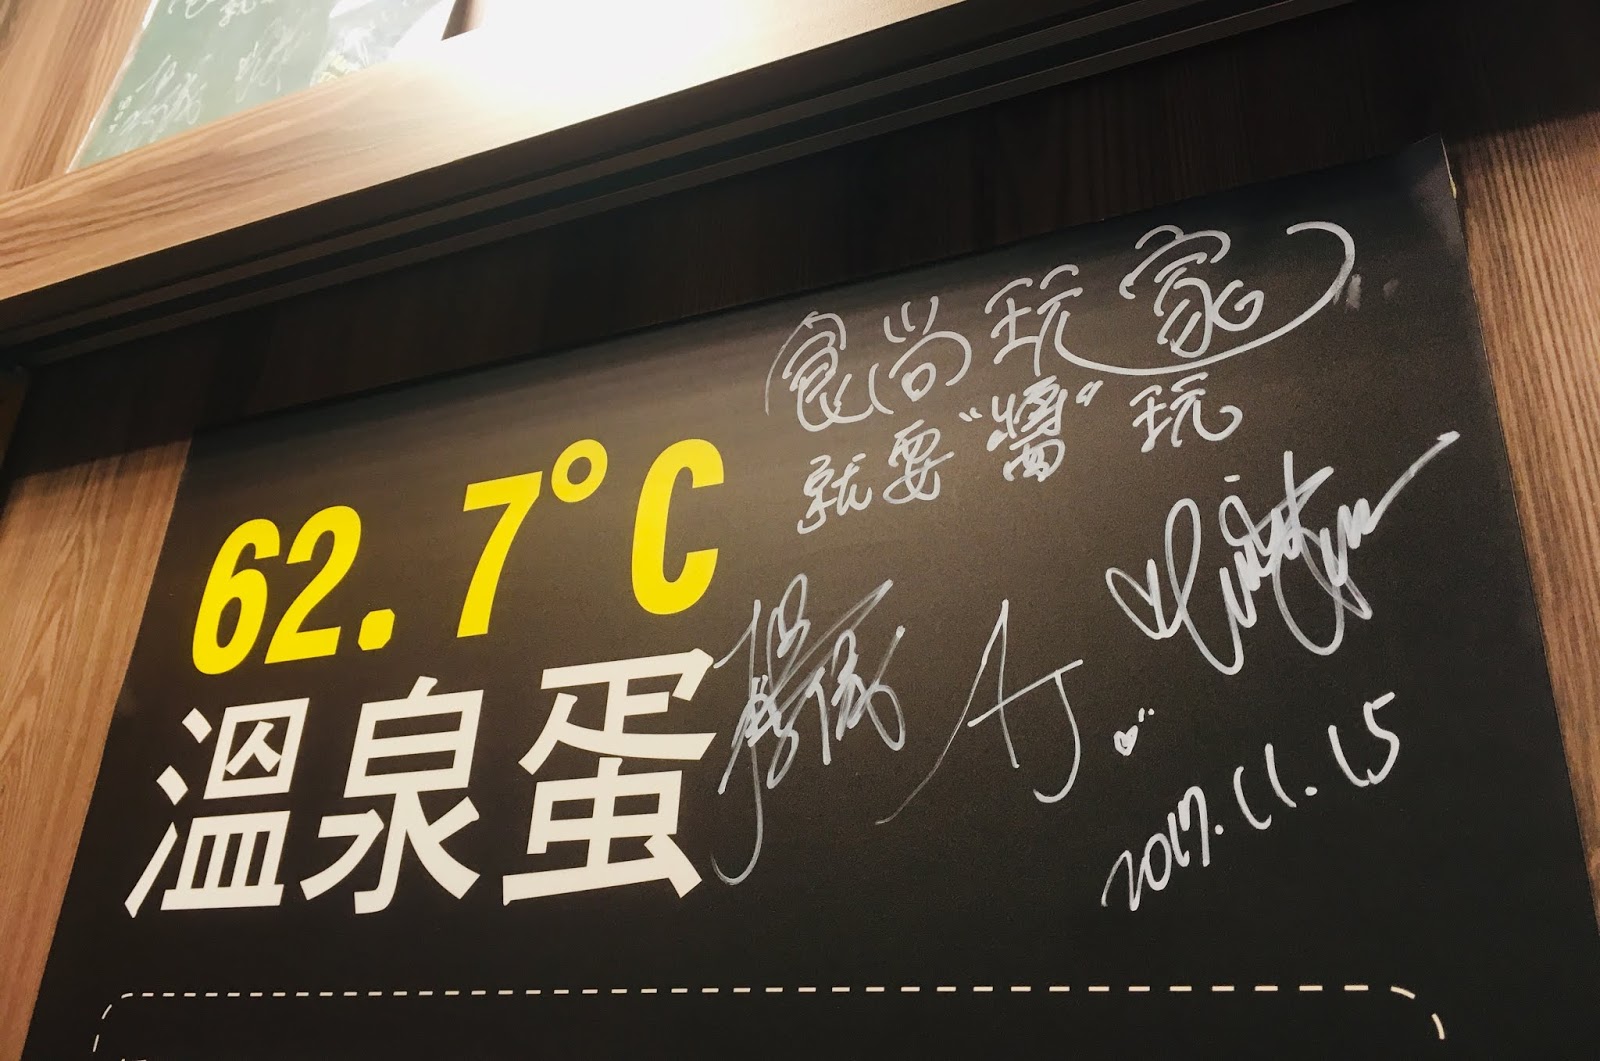 62.7°C
溫泉蛋
食尚玩家
就要“醬”玩
AJ
2017.11.15